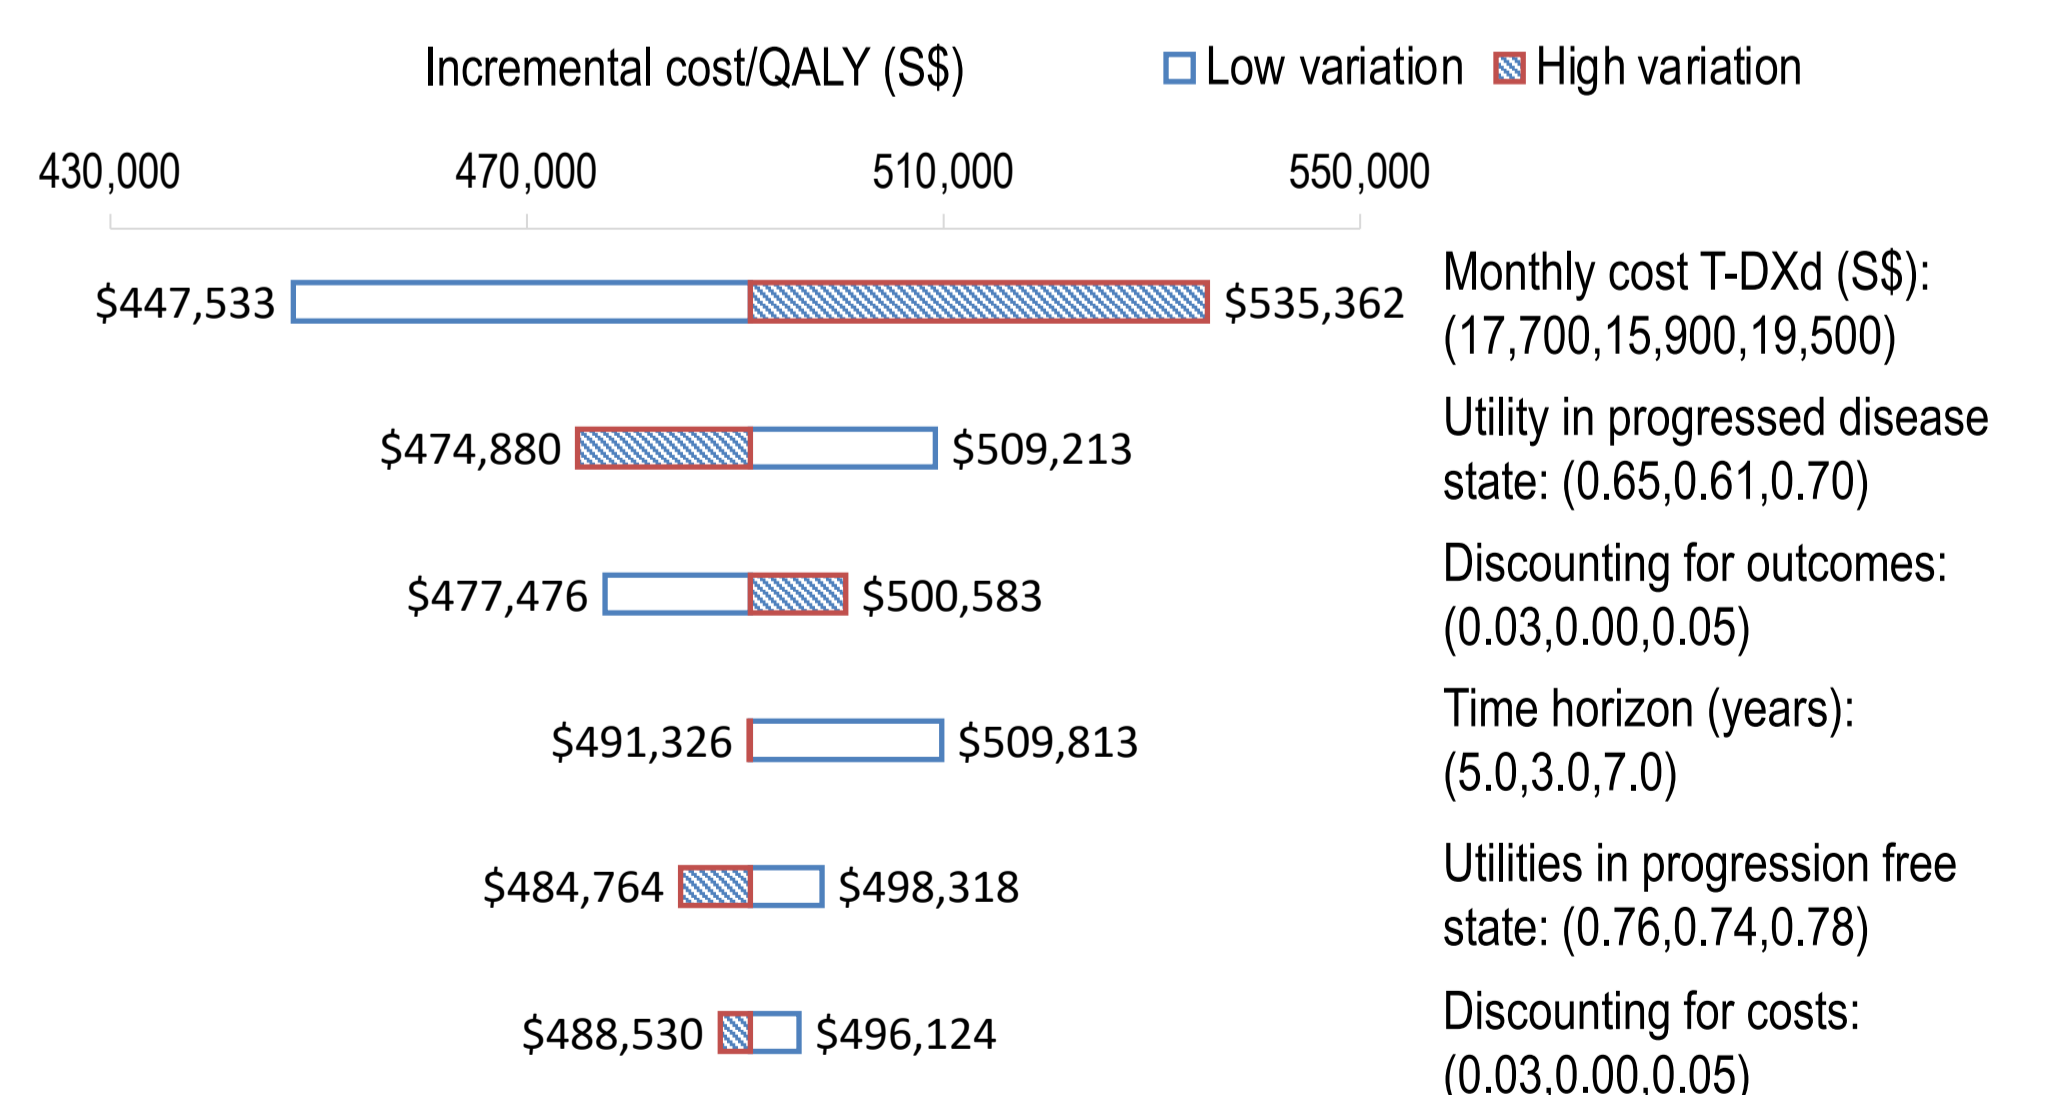 Incremental cost/QALY (S$)
Low variation
High variation
430,000
470,000
510,000
550,000
$447,533
$535,362
Monthly cost T-DXd (S$):
(17,700,15,900,19,500)
$474,880
$509,213
Utility in progressed disease
state: (0.65,0.61,0.70)
$477,476
$500,583
Discounting for outcomes:
(0.03,0.00,0.05)
$491,326
$509,813
Time horizon (years):
(5.0,3.0,7.0)
$484,764
$498,318
Utilities in progression free
state: (0.76,0.74,0.78)
$488,530
$496,124
Discounting for costs:
(0.03,0.00,0.05)